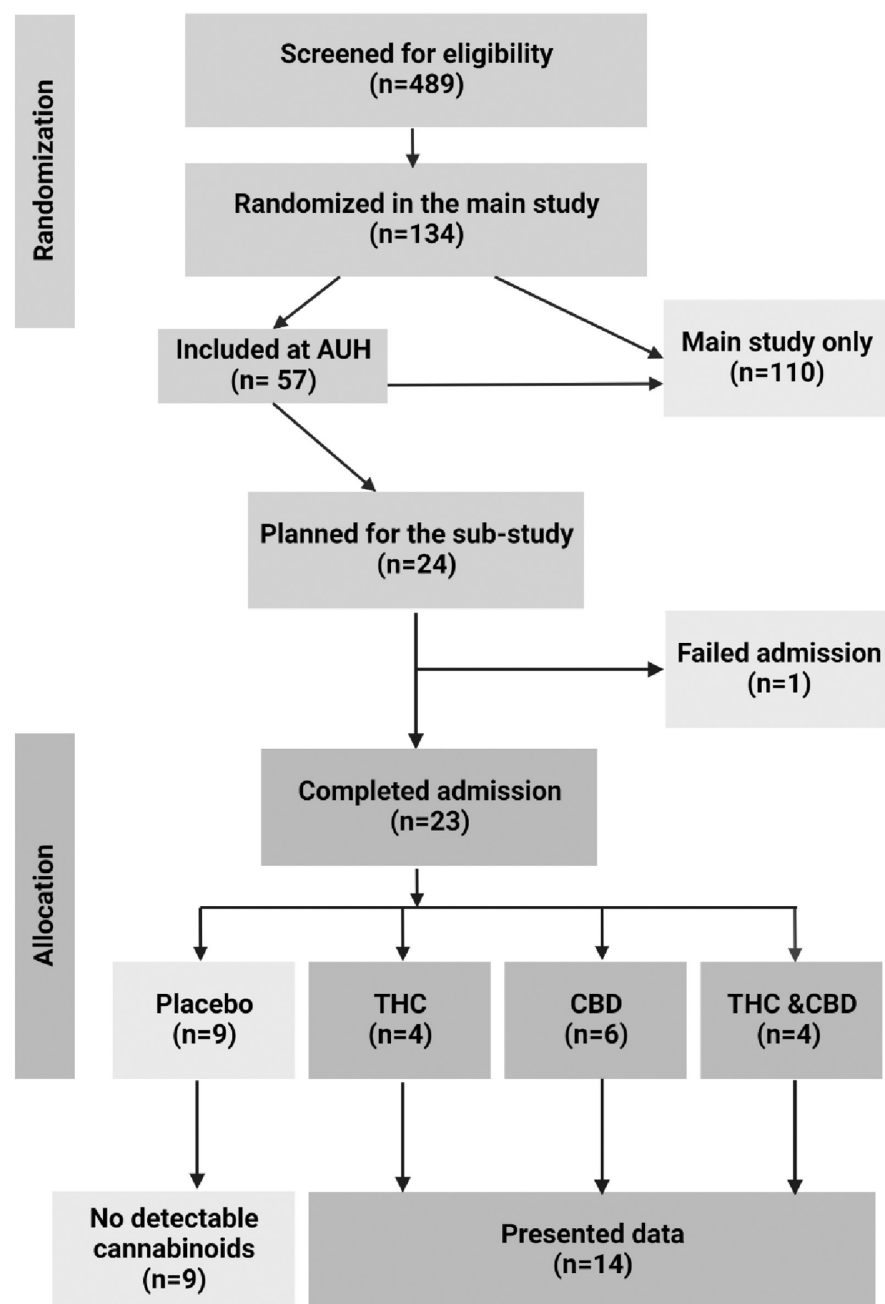 Randomization
Screened for eligibility
(n=489)
Randomized in the main study
(n=134)
Included at AUH
(n= 57)
Main study only
(n=110)
Planned for the sub-study
(n=24)
Failed admission
(n=1)
Allocation
Completed admission
(n=23)
Placebo
(n=9)
THC
(n=4)
CBD
(n=6)
THC &CBD
(n=4)
No detectable
cannabinoids
(n=9)
Presented data
(n=14)